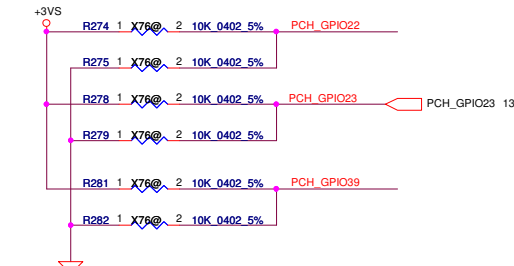 +3VS
R274 1 X76@ 2 10K_0402_5% PCH_GPIO22
R275 1 X76@ 2 10K_0402_5%
R278 1 X76@ 2 10K_0402_5% PCH_GPIO23 PCH_GPIO23 13
R279 1 X76@ 2 10K_0402_5%
R281 1 X76@ 2 10K_0402_5% PCH_GPIO39
R282 1 X76@ 2 10K_0402_5%